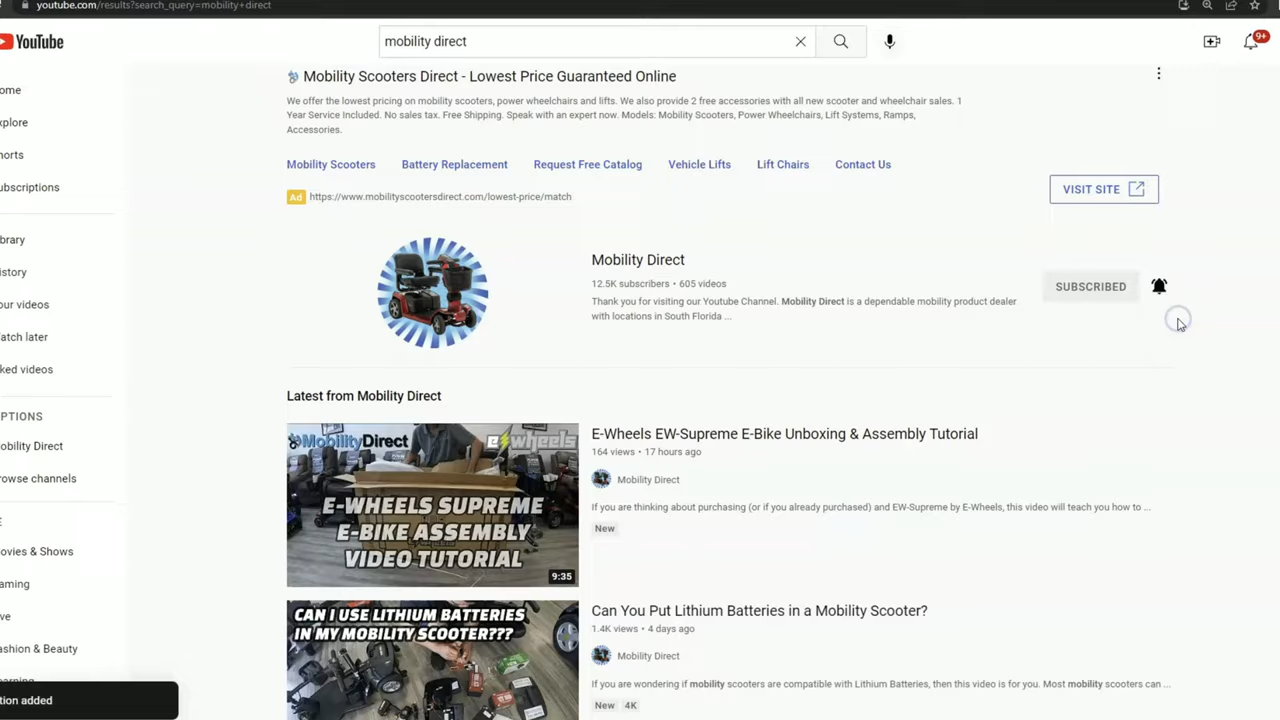 youtube.com/results?search_query=mobility+direct
YouTube
mobility direct
9+
ome
xplore
horts
ubscriptions
brary
istory
our videos
atch later
ked videos
PTIONS
obility Direct
rowse channels
E
ovies & Shows
aming
ve
ashion & Beauty
tion added
Mobility Scooters Direct - Lowest Price Guaranteed Online
We offer the lowest pricing on mobility scooters, power wheelchairs and lifts. We also provide 2 free accessories with all new scooter and wheelchair sales. 1
Year Service Included. No sales tax. Free Shipping. Speak with an expert now. Models: Mobility Scooters, Power Wheelchairs, Lift Systems, Ramps,
Accessories.
Mobility Scooters Battery Replacement Request Free Catalog Vehicle Lifts Lift Chairs Contact Us
Ad https://www.mobilityscootersdirect.com/lowest-price/match
VISIT SITE
Mobility Direct
12.5K subscribers • 605 videos
Thank you for visiting our Youtube Channel. Mobility Direct is a dependable mobility product dealer
with locations in South Florida ...
SUBSCRIBED
Latest from Mobility Direct
MobilityDirect
e-wheels
E-WHEELS SUPREME
E-BIKE ASSEMBLY
VIDEO TUTORIAL
9:35
E-Wheels EW-Supreme E-Bike Unboxing & Assembly Tutorial
164 views • 17 hours ago
Mobility Direct
If you are thinking about purchasing (or if you already purchased) and EW-Supreme by E-Wheels, this video will teach you how to ...
New
CAN I USE LITHIUM BATTERIES
IN MY MOBILITY SCOOTER???
Can You Put Lithium Batteries in a Mobility Scooter?
1.4K views • 4 days ago
Mobility Direct
If you are wondering if mobility scooters are compatible with Lithium Batteries, then this video is for you. Most mobility scooters can ...
New 4K